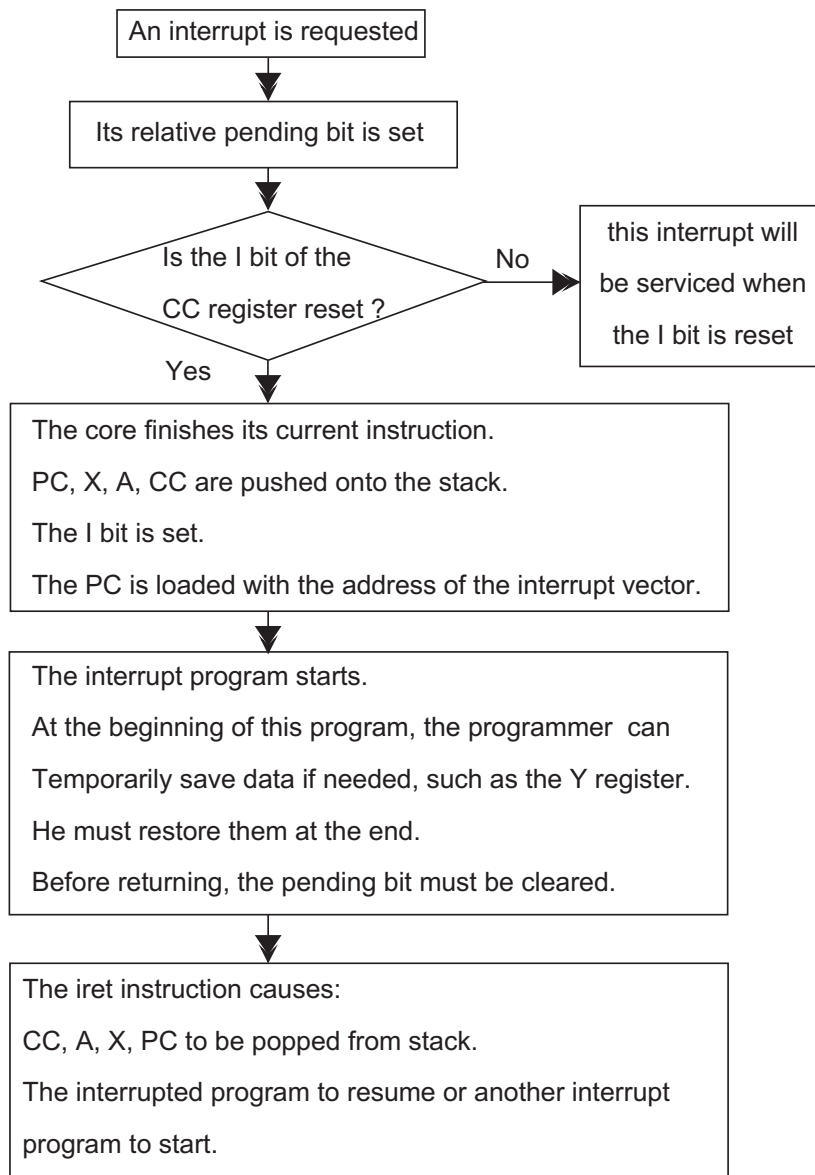 An interrupt is requested
Its relative pending bit is set
Is the I bit of the
CC register reset ?
No
this interrupt will
be serviced when
the I bit is reset
Yes
The core finishes its current instruction.
PC, X, A, CC are pushed onto the stack.
The I bit is set.
The PC is loaded with the address of the interrupt vector.
The interrupt program starts.
At the beginning of this program, the programmer can
Temporarily save data if needed, such as the Y register.
He must restore them at the end.
Before returning, the pending bit must be cleared.
The iret instruction causes:
CC, A, X, PC to be popped from stack.
The interrupted program to resume or another interrupt
program to start.